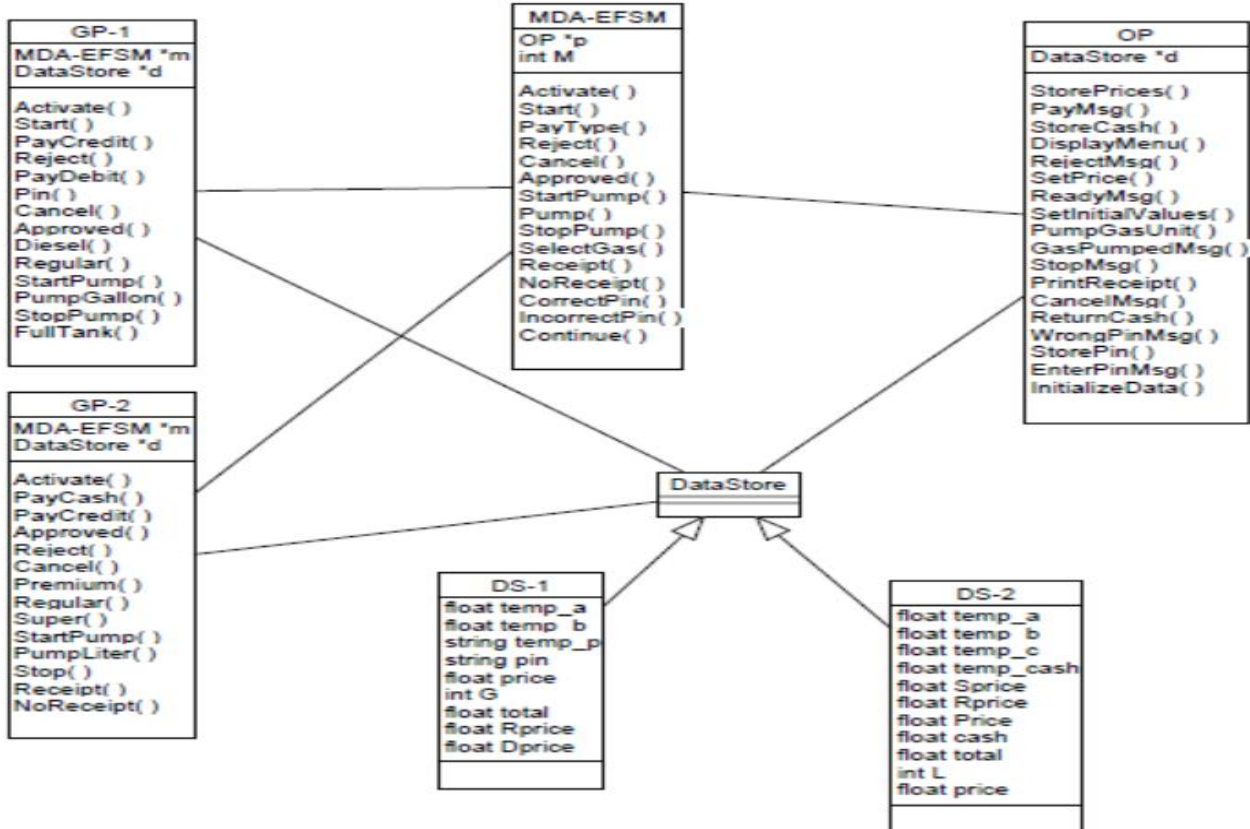 GP-1
MDA-EFSM *m
DataStore *d
Activate( )
Start( )
PayCredit( )
Reject( )
PayDebit( )
Pin( )
Cancel( )
Approved( )
Diesel( )
Regular( )
StartPump( )
PumpGallon( )
StopPump( )
FullTank( )
MDA-EFSM
OP *p
int M
Activate( )
Start( )
PayType( )
Reject( )
Cancel( )
Approved( )
StartPump( )
Pump( )
StopPump( )
SelectGas( )
Receipt( )
NoReceipt( )
CorrectPin( )
IncorrectPin( )
Continue( )
OP
DataStore *d
StorePrices( )
PayMsg( )
StoreCash( )
DisplayMenu( )
RejectMsg( )
SetPrice( )
ReadyMsg( )
SetInitialValues( )
PumpGasUnit( )
GasPumpedMsg( )
StopMsg( )
PrintReceipt( )
CancelMsg( )
ReturnCash( )
WrongPinMsg( )
StorePin( )
EnterPinMsg( )
InitializeData( )
GP-2
MDA-EFSM *m
DataStore *d
Activate( )
PayCash( )
PayCredit( )
Approved( )
Reject( )
Cancel( )
Premium( )
Regular( )
Super( )
StartPump( )
PumpLiter( )
Stop( )
Receipt( )
NoReceipt( )
DataStore
DS-1
float temp_a
float temp_b
string temp_p
string pin
float price
int G
float total
float Rprice
float Dprice
DS-2
float temp_a
float temp_b
float temp_c
float temp_cash
float Sprice
float Rprice
float Price
float cash
float total
int L
float price